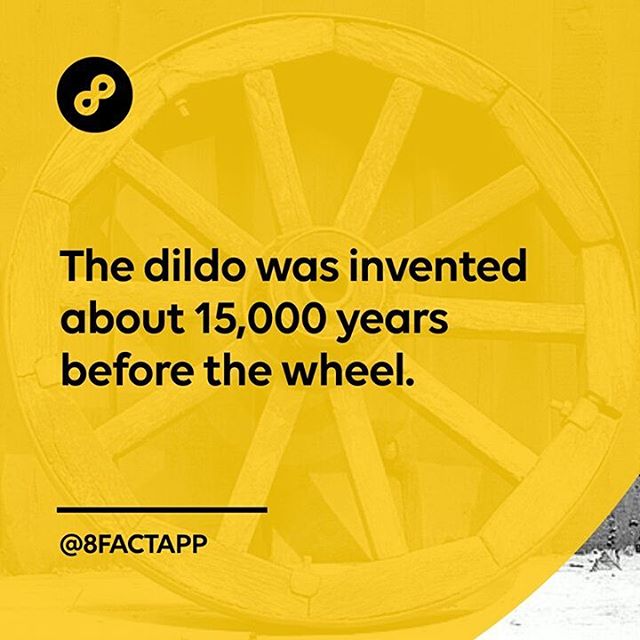 The dildo was invented
about 15,000 years
before the wheel.
@8FACTAPP